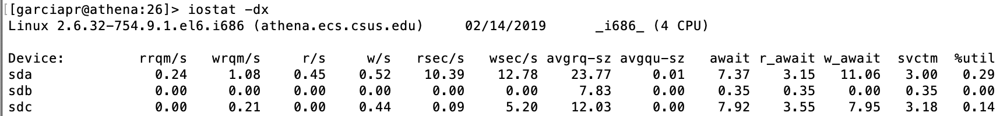 [[garciapr@athena:26]> iostat -dx
Linux 2.6.32-754.9.1.el6.i686 (athena.ecs.csus.edu) 02/14/2019 _i686_ (4 CPU)
Device: rrqm/s wrqm/s r/s w/s rsec/s wsec/s avgrq-sz avgqu-sz await r_await w_await svctm %util
sda 0.24 1.08 0.45 0.52 10.39 12.78 23.77 0.01 7.37 3.15 11.06 3.00 0.29
sdb 0.00 0.00 0.00 0.00 0.00 0.00 7.83 0.00 0.35 0.35 0.00 0.35 0.00
sdc 0.00 0.21 0.00 0.44 0.09 5.20 12.03 0.00 7.92 3.55 7.95 3.18 0.14